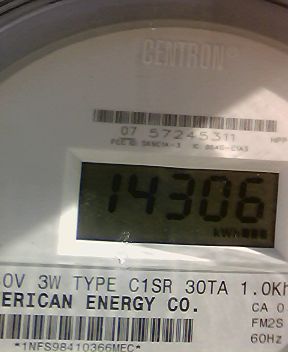 CENTRON®
07 57245311
14306
kWh
0V 3W TYPE C1SR 30TA 1.0Kh
ERICAN ENERGY CO.
CA 0
FM2S
60Hz
*1NFS98410366MEC*